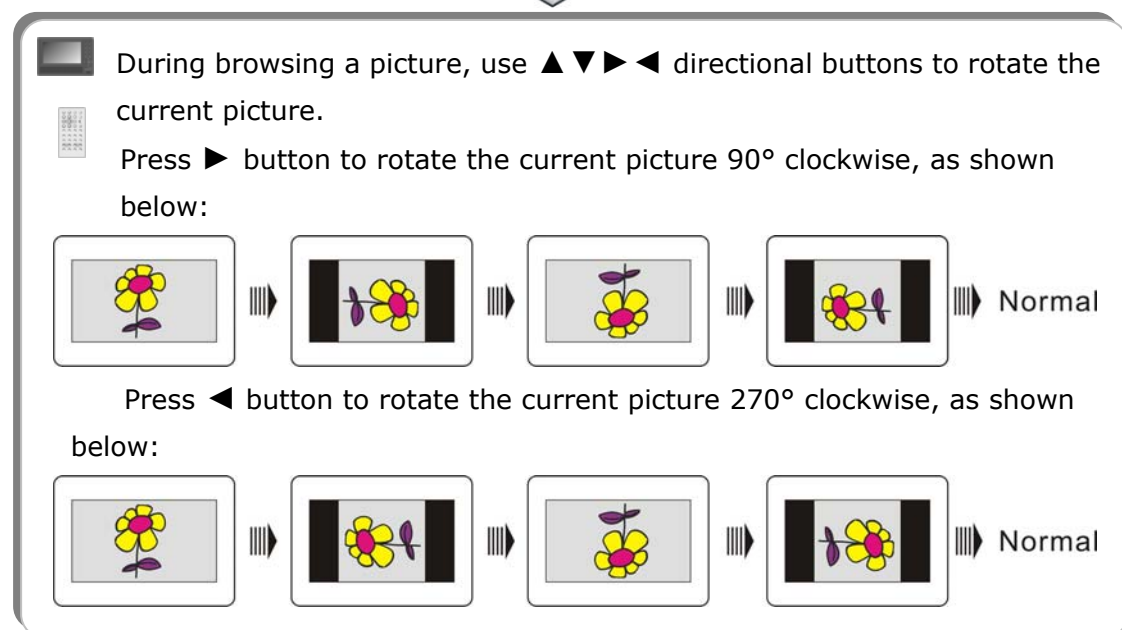 During browsing a picture, use ▲▼►◄ directional buttons to rotate the
current picture.
Press ► button to rotate the current picture 90° clockwise, as shown
below:
Normal
Press ◄ button to rotate the current picture 270° clockwise, as shown
below:
Normal